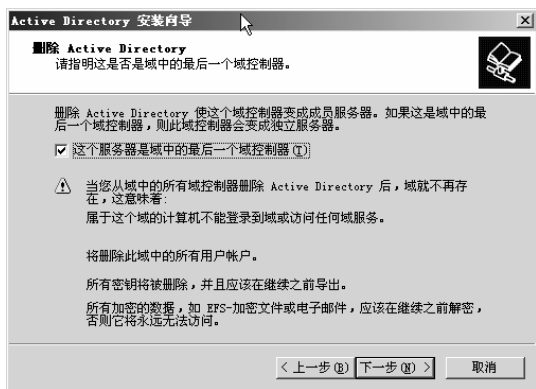 Active Directory 安装向导
删除 Active Directory
请指明这是否是域中的最后一个域控制器。
删除 Active Directory 使这个域控制器变成成员服务器。如果这是域中的最
后一个域控制器，则此域控制器会变成独立服务器。
这个服务器是域中的最后一个域控制器(T)
当您从域中的所有域控制器删除 Active Directory 后，域就不再存
在，这意味着:
属于这个域的计算机不能登录到域或访问任何域服务。
将删除此域中的所有用户帐户。
所有密钥将被删除，并且应该在继续之前导出。
所有加密的数据，如 EFS-加密文件或电子邮件，应该在继续之前解密，
否则它将永远无法访问。
< 上一步(B) 下一步(N) > 取消